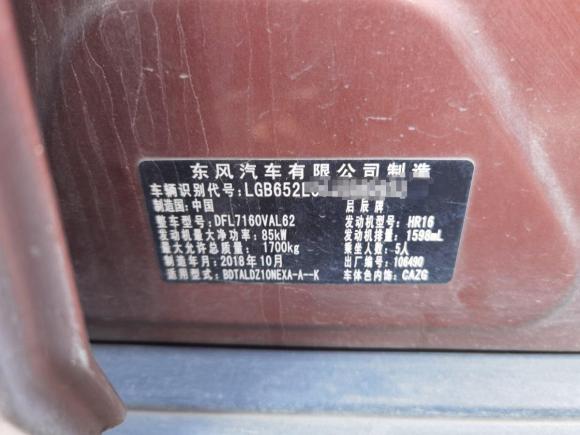 东风汽车有限公司制造
车辆识别代号: LGB652L
制造国: 中国 启辰牌
整车型号: DFL7160VAL62 发动机型号: HR16
发动机最大净功率: 85kW 发动机排量: 1598mL
最大允许总质量: 1700kg 乘坐人数: 5人
制造年月: 2018年10月 出厂编号: 106490
适用型式: BDTALDZ10NEXA-A--K 车体色内饰: CAZG